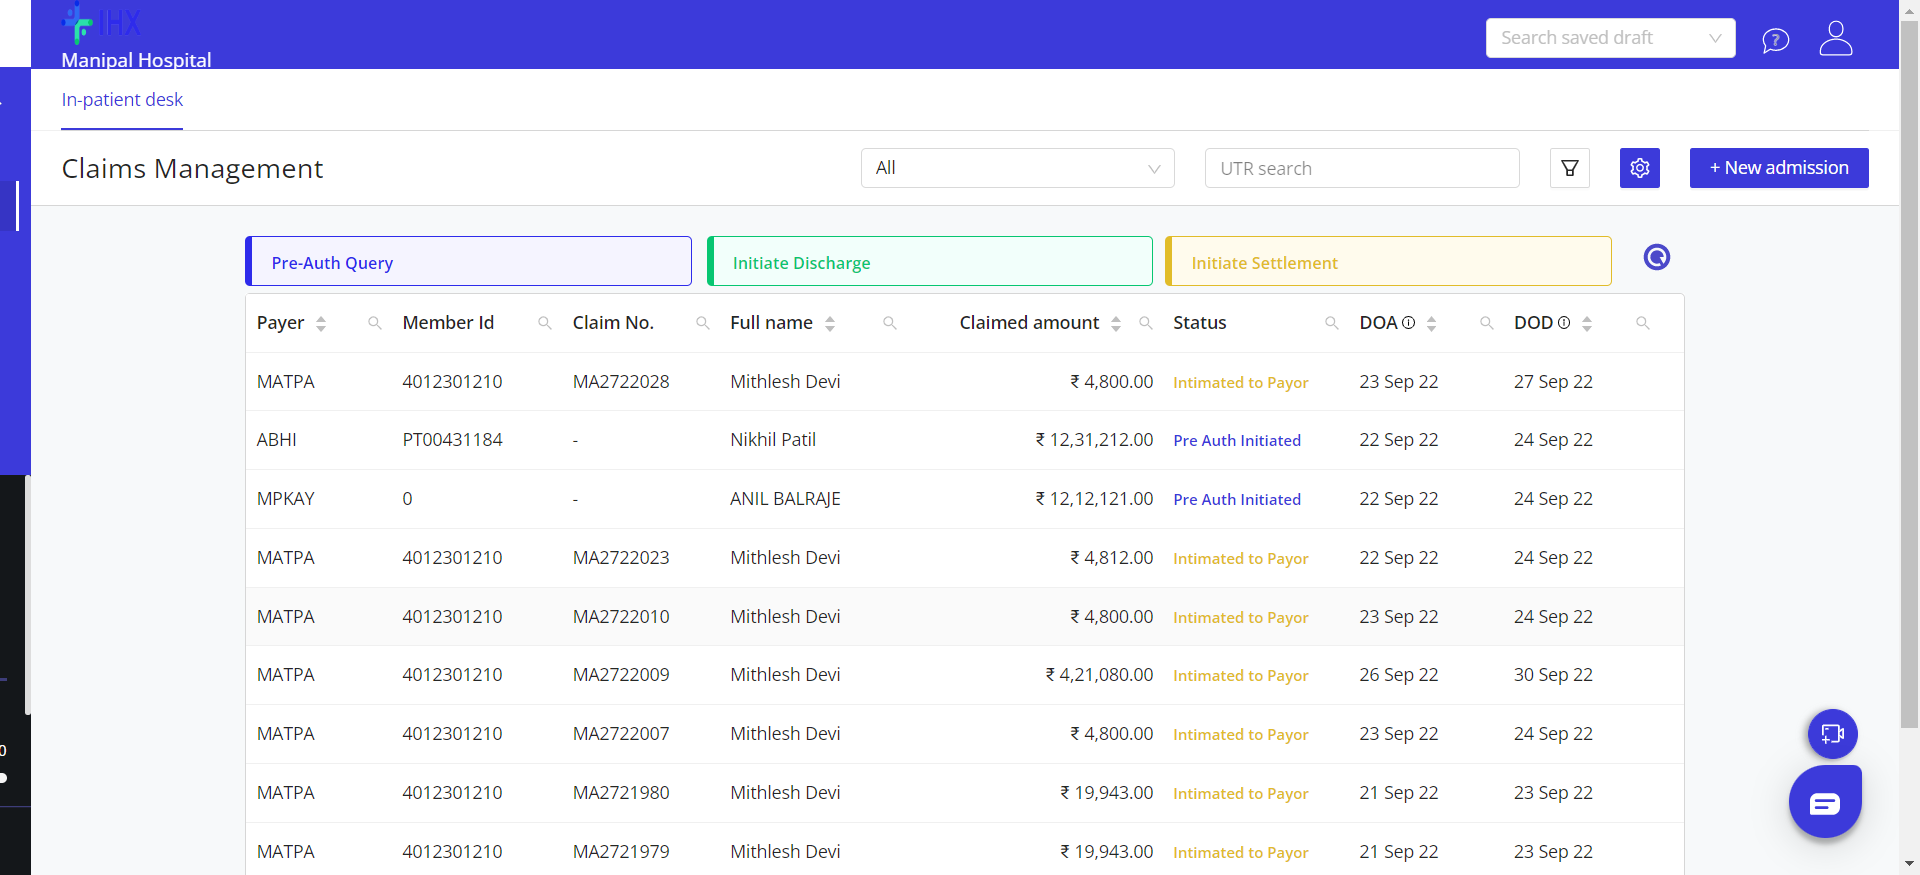 IHX
Manipal Hospital
Search saved draft
?
In-patient desk
Claims Management
All
UTR search
+ New admission
Pre-Auth Query
Initiate Discharge
Initiate Settlement
Payer Member Id Claim No. Full name Claimed amount Status DOA DOD
MATPA 4012301210 MA2722028 Mithlesh Devi ₹ 4,800.00 Intimated to Payor 23 Sep 22 27 Sep 22
ABHI PT00431184 - Nikhil Patil ₹ 12,31,212.00 Pre Auth Initiated 22 Sep 22 24 Sep 22
MPKAY 0 - ANIL BALRAJE ₹ 12,12,121.00 Pre Auth Initiated 22 Sep 22 24 Sep 22
MATPA 4012301210 MA2722023 Mithlesh Devi ₹ 4,812.00 Intimated to Payor 22 Sep 22 24 Sep 22
MATPA 4012301210 MA2722010 Mithlesh Devi ₹ 4,800.00 Intimated to Payor 23 Sep 22 24 Sep 22
MATPA 4012301210 MA2722009 Mithlesh Devi ₹ 4,21,080.00 Intimated to Payor 26 Sep 22 30 Sep 22
MATPA 4012301210 MA2722007 Mithlesh Devi ₹ 4,800.00 Intimated to Payor 23 Sep 22 24 Sep 22
MATPA 4012301210 MA2721980 Mithlesh Devi ₹ 19,943.00 Intimated to Payor 21 Sep 22 23 Sep 22
MATPA 4012301210 MA2721979 Mithlesh Devi ₹ 19,943.00 Intimated to Payor 21 Sep 22 23 Sep 22